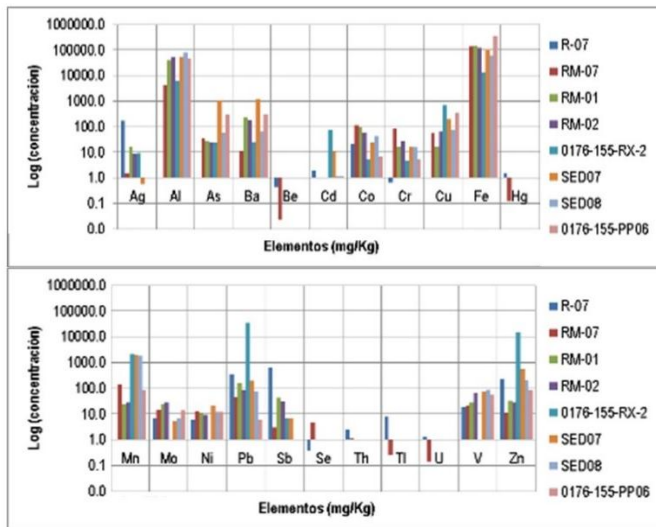 Log (concentración)
1000000.0
100000.0
10000.0
1000.0
100.0
10.0
1.0
0.1
0.0
Ag Al As Ba Be Cd Co Cr Cu Fe Hg
Elementos (mg/Kg)
R-07
RM-07
RM-01
RM-02
0176-155-RX-2
SED07
SED08
0176-155-PP06
Log (concentración)
1000000.0
100000.0
10000.0
1000.0
100.0
10.0
1.0
0.1
0.0
Mn Mo Ni Pb Sb Se Th Tl U V Zn
Elementos (mg/Kg)
R-07
RM-07
RM-01
RM-02
0176-155-RX-2
SED07
SED08
0176-155-PP06